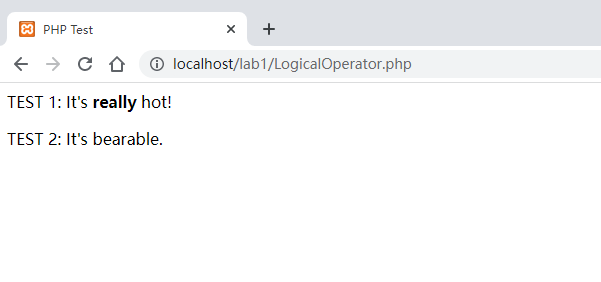 PHP Test
localhost/lab1/LogicalOperator.php
TEST 1: It's really hot!
TEST 2: It's bearable.